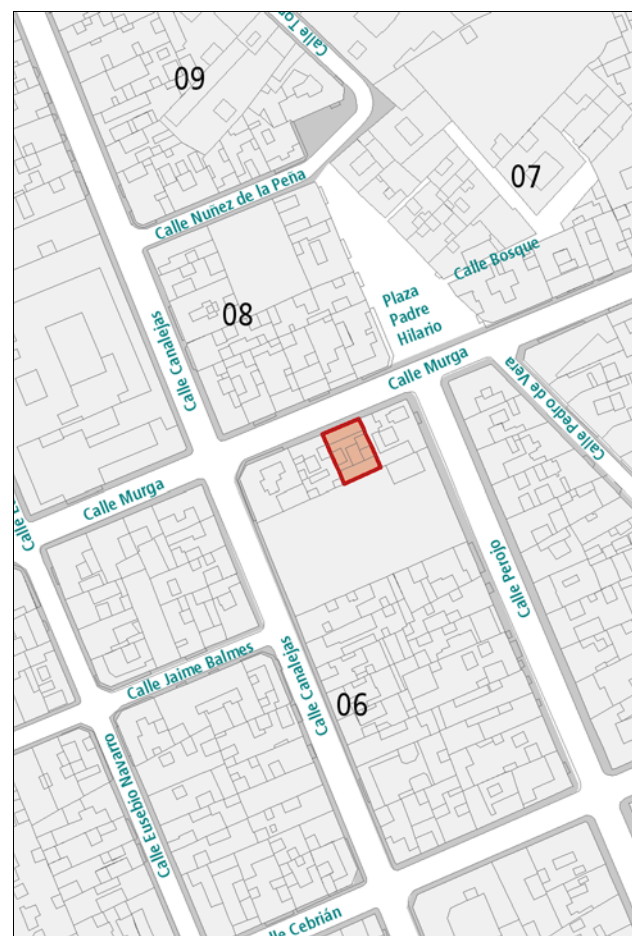 Calle
09
07
Calle Nuñez de la Peña
Calle Bosque
Plaza
Padre
Hilario
08
Calle Canalejas
Calle Murga
Calle Pedro de Vera
Calle Murga
Calle
Calle Perojo
Calle Jaime Balmes
Calle Canalejas
06
Calle Eusebio Navarro
Cebrián